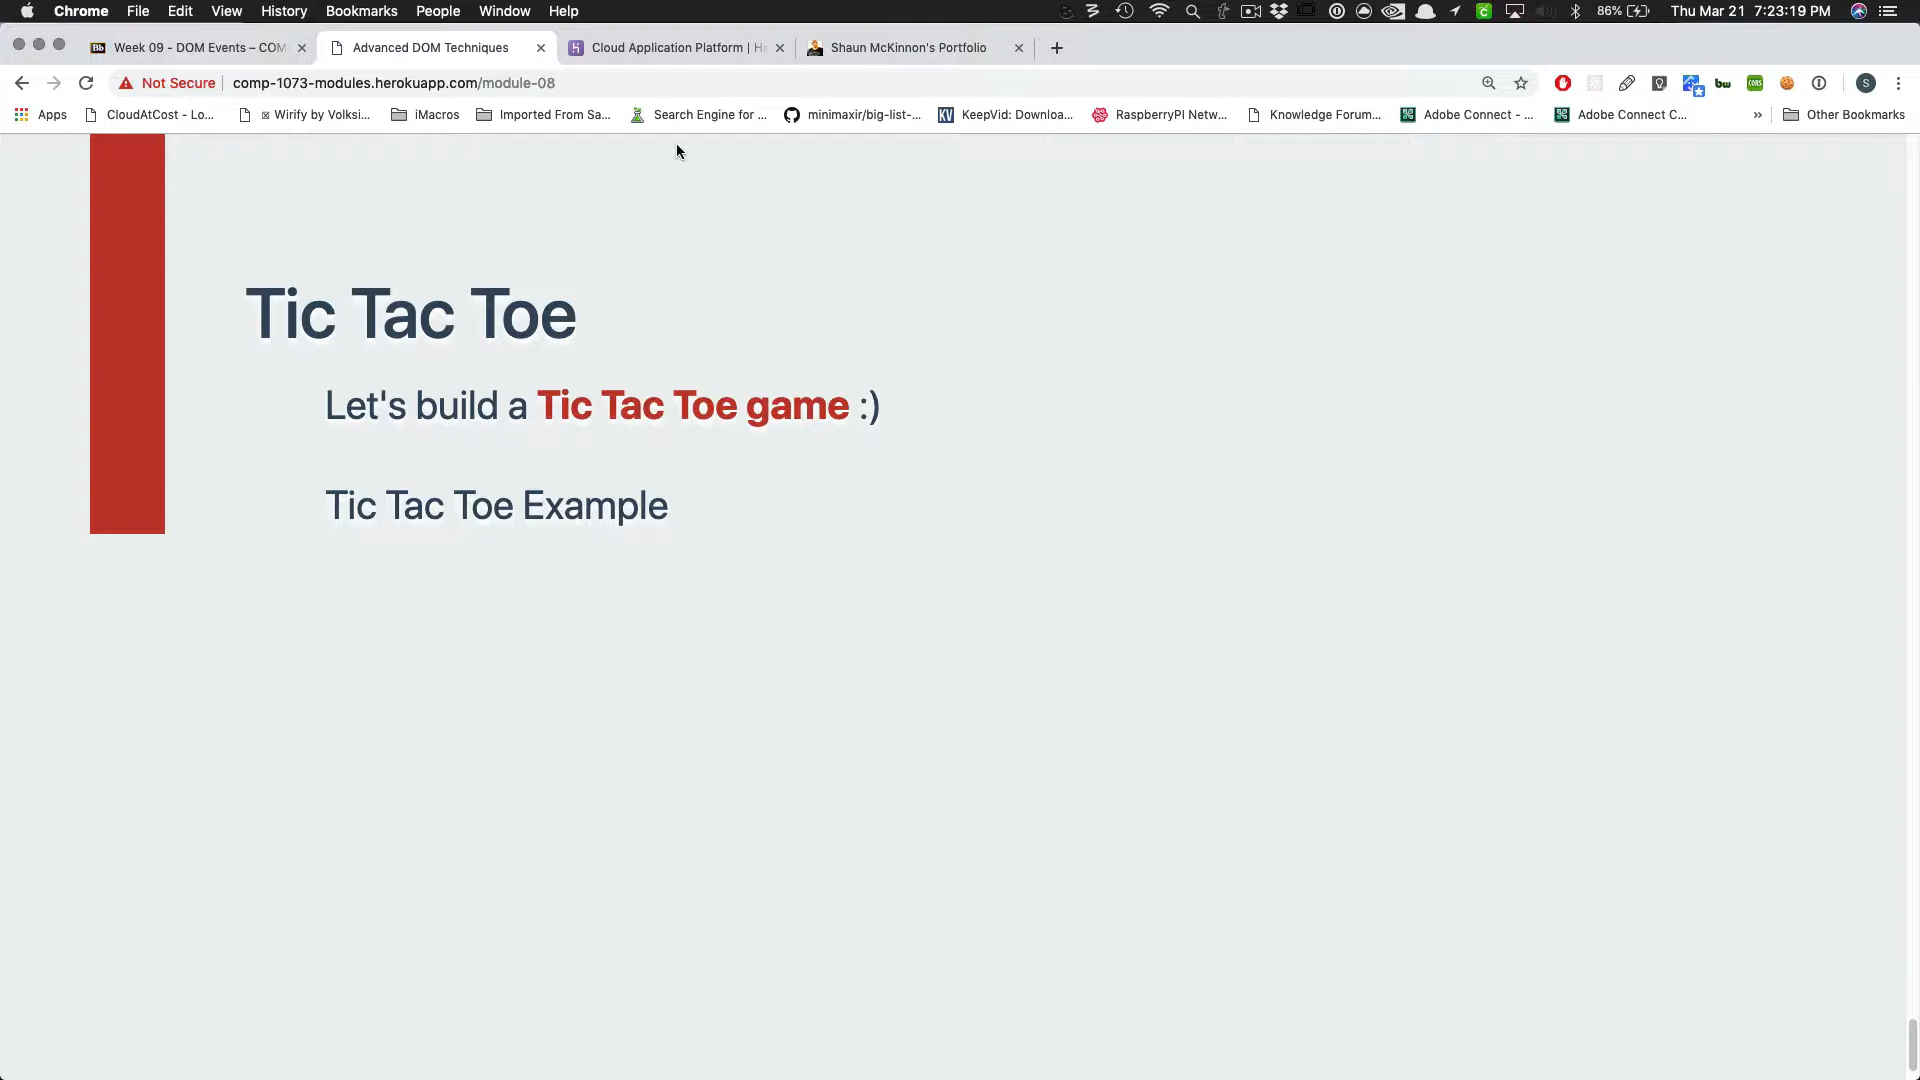 Chrome File Edit View History Bookmarks People Window Help 86% Thu Mar 21 7:23:19 PM
Week 09 - DOM Events – COM Advanced DOM Techniques Cloud Application Platform | H Shaun McKinnon's Portfolio
Not Secure comp-1073-modules.herokuapp.com/module-08
Apps CloudAtCost - Lo... Wirify by Volksi... iMacros Imported From Sa... Search Engine for ... minimaxir/big-list-... KeepVid: Downloa... RaspberryPI Netw... Knowledge Forum... Adobe Connect - ... Adobe Connect C... » Other Bookmarks
Tic Tac Toe
Let's build a Tic Tac Toe game :)
Tic Tac Toe Example